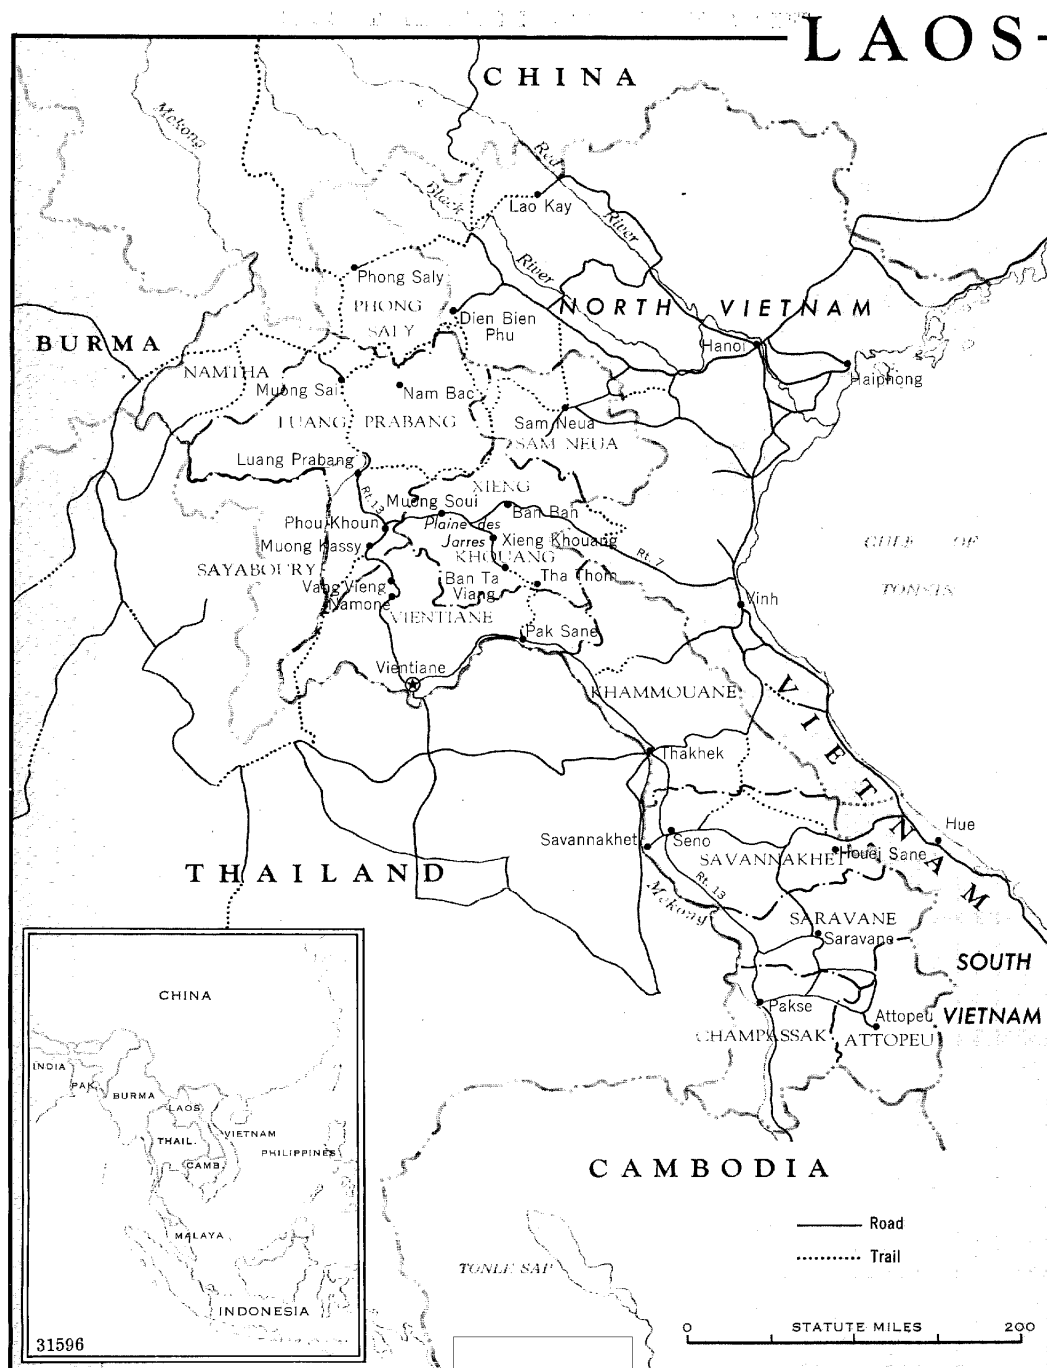 LAOS
CHINA
Mekong
Red
River
Black
River
Lao Kay
Phong Saly
PHONG
SALY
Dien Bien
Phu
NORTH VIETNAM
BURMA
NAMTHA
Muong Sai
Nam Bac
Hanoi
Haiphong
LUANG PRABANG
Sam Neua
SAM NEUA
Luang Prabang
Rt. 13
XIENG
Muong Soui
Ban Ban
Phou Khoun
Plaine des
Jarres
Xieng Khouang
Muong Kassy
KHOUANG
Rt. 7
GULF OF
TONKIN
SAYABOURY
Vang Vieng
Ban Ta
Viang
Tha Thom
Namone
VIENTIANE
Vinh
Pak Sane
Vientiane
KHAMMOUANE
VIETNAM
Thakhek
Savannakhet
Seno
SAVANNAKHET
Houei Sane
Hue
THAILAND
Rt. 13
Mekong
SARAVANE
Saravane
SOUTH
VIETNAM
Pakse
Attopeu
CHAMPASSAK
ATTOPEU
CAMBODIA
TONLE SAP
Road
Trail
0 STATUTE MILES 200
CHINA
INDIA
PAK.
BURMA
LAOS
THAIL.
VIETNAM
CAMB.
PHILIPPINES
MALAYA
INDONESIA
31596